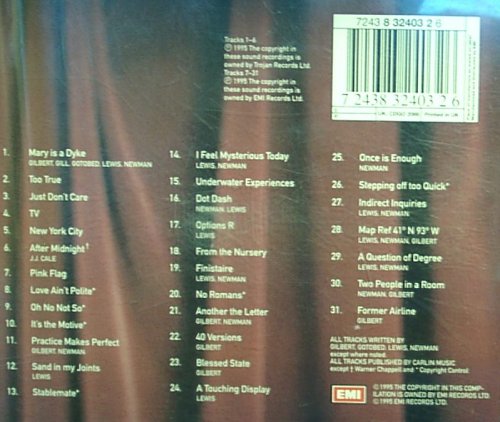 Tracks 1-6
℗ 1995 The copyright in
these sound recordings is
owned by Trojan Records Ltd.
Tracks 7-31
℗ 1995 The copyright in
these sound recordings is
owned by EMI Records Ltd.
7243 8 32403 2 6
7 24383 24032 6
1. Mary is a Dyke
GILBERT, GILL, GOTOBED, LEWIS, NEWMAN
2. Too True
3. Just Don't Care
4. TV
5. New York City
6. After Midnight†
J.J. CALE
7. Pink Flag
8. Love Ain't Polite*
9. Oh No Not So*
10. It's the Motive*
11. Practice Makes Perfect
GILBERT, NEWMAN
12. Sand in my Joints
LEWIS
13. Stablemate*
14. I Feel Mysterious Today
LEWIS, NEWMAN
15. Underwater Experiences
16. Dot Dash
NEWMAN, LEWIS
17. Options R
LEWIS
18. From the Nursery
19. Finistaire
LEWIS, NEWMAN
20. No Romans*
21. Another the Letter
GILBERT, NEWMAN
22. 40 Versions
GILBERT
23. Blessed State
GILBERT
24. A Touching Display
LEWIS
25. Once is Enough
NEWMAN
26. Stepping off too Quick*
27. Indirect Inquiries
LEWIS, NEWMAN
28. Map Ref 41° N 93° W
LEWIS, NEWMAN, GILBERT
29. A Question of Degree
LEWIS, NEWMAN
30. Two People in a Room
NEWMAN, GILBERT
31. Former Airline
GILBERT
ALL TRACKS WRITTEN BY
GILBERT, GOTOBED, LEWIS, NEWMAN
except where noted.
ALL TRACKS PUBLISHED BY CARLIN MUSIC
except † Warner Chappell and * Copyright Control
EMI
© 1995 THE COPYRIGHT IN THIS COMP-
ILATION IS OWNED BY EMI RECORDS LTD.
© 1995 EMI RECORDS LTD.